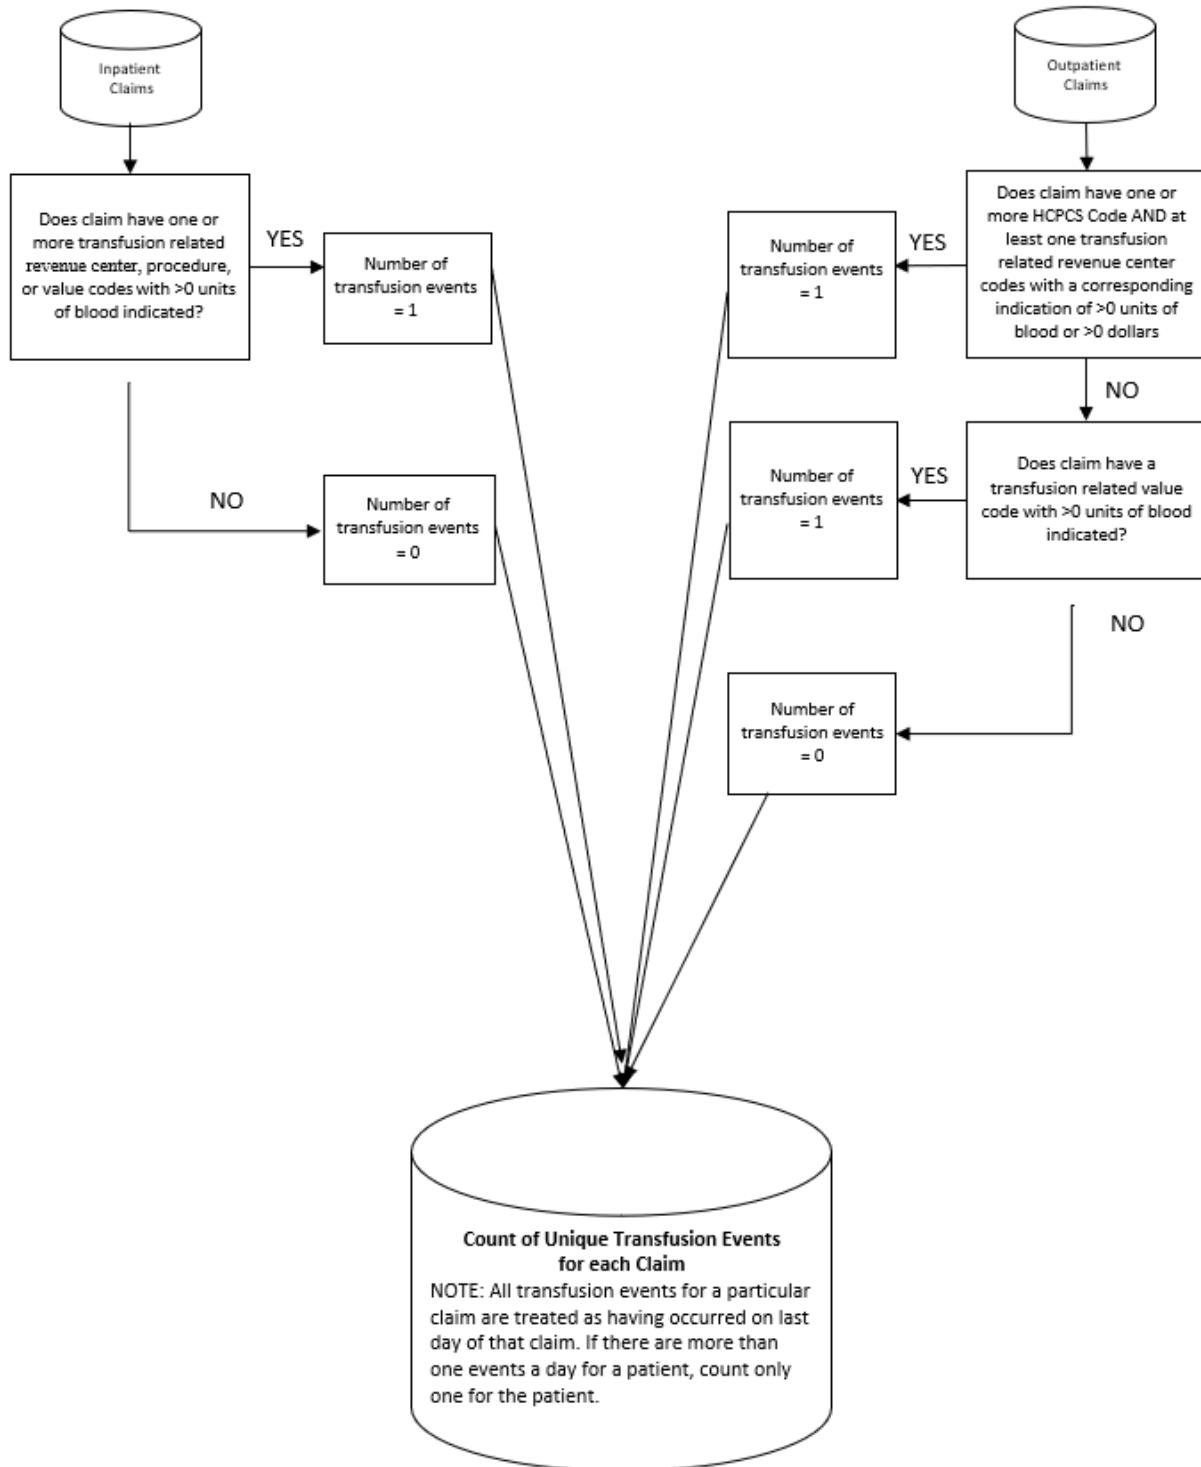 Inpatient
Claims
Outpatient
Claims
Does claim have one or
more transfusion related
revenue center, procedure,
or value codes with >0 units
of blood indicated?
YES
Number of
transfusion events
= 1
NO
Number of
transfusion events
= 0
Does claim have one or
more HCPCS Code AND at
least one transfusion
related revenue center
codes with a corresponding
indication of >0 units of
blood or >0 dollars
YES
Number of
transfusion events
= 1
NO
Does claim have a
transfusion related value
code with >0 units of blood
indicated?
YES
Number of
transfusion events
= 1
NO
Number of
transfusion events
= 0
Count of Unique Transfusion Events
for each Claim
NOTE: All transfusion events for a particular
claim are treated as having occurred on last
day of that claim. If there are more than
one events a day for a patient, count only
one for the patient.